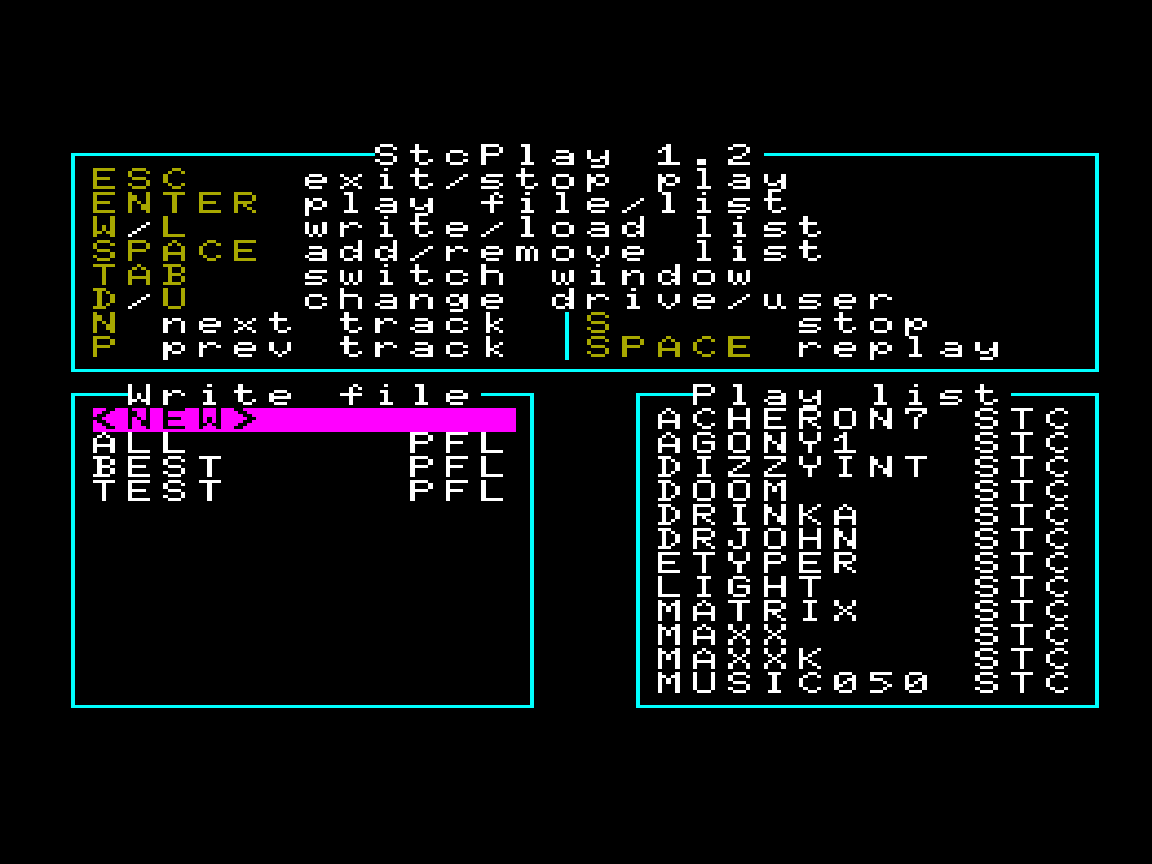 StcPlay 1.2
ESC exit/stop play
ENTER play file/list
W/L write/load list
SPACE add/remove list
TAB switch window
D/U change drive/user
N next track S stop
P prev track SPACE replay
Write file
<NEW>
ALL PFL
BEST PFL
TEST PFL
Play list
ACHERON7 STC
AGONY1 STC
DIZZYINT STC
DOOM STC
DRINKA STC
DRJOHN STC
ETYPER STC
LIGHT STC
MATRIX STC
MAXX STC
MAXXK STC
MUSIC050 STC